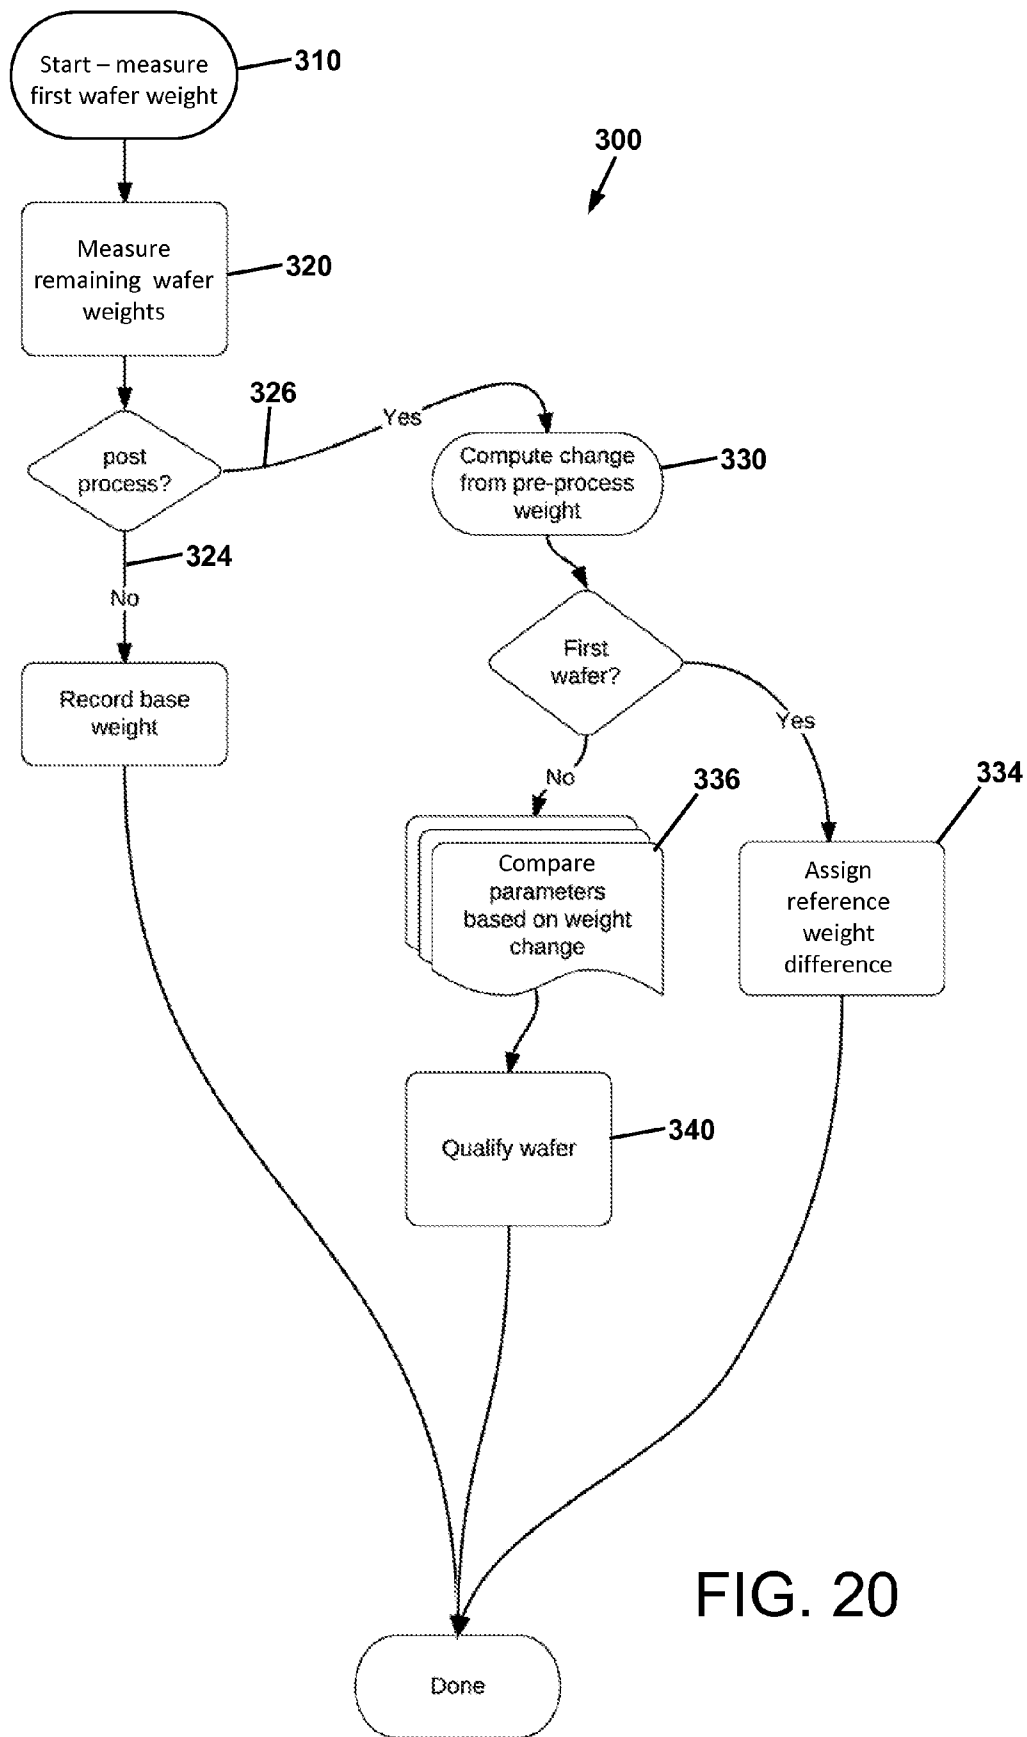 Start – measure
first wafer weight
310
300
Measure
remaining wafer
weights
320
326
Yes
post
process?
Compute change
from pre-process
weight
330
324
No
First
wafer?
Record base
weight
Yes
No
336
334
Compare
parameters
based on weight
change
Assign
reference
weight
difference
Qualify wafer
340
FIG. 20
Done